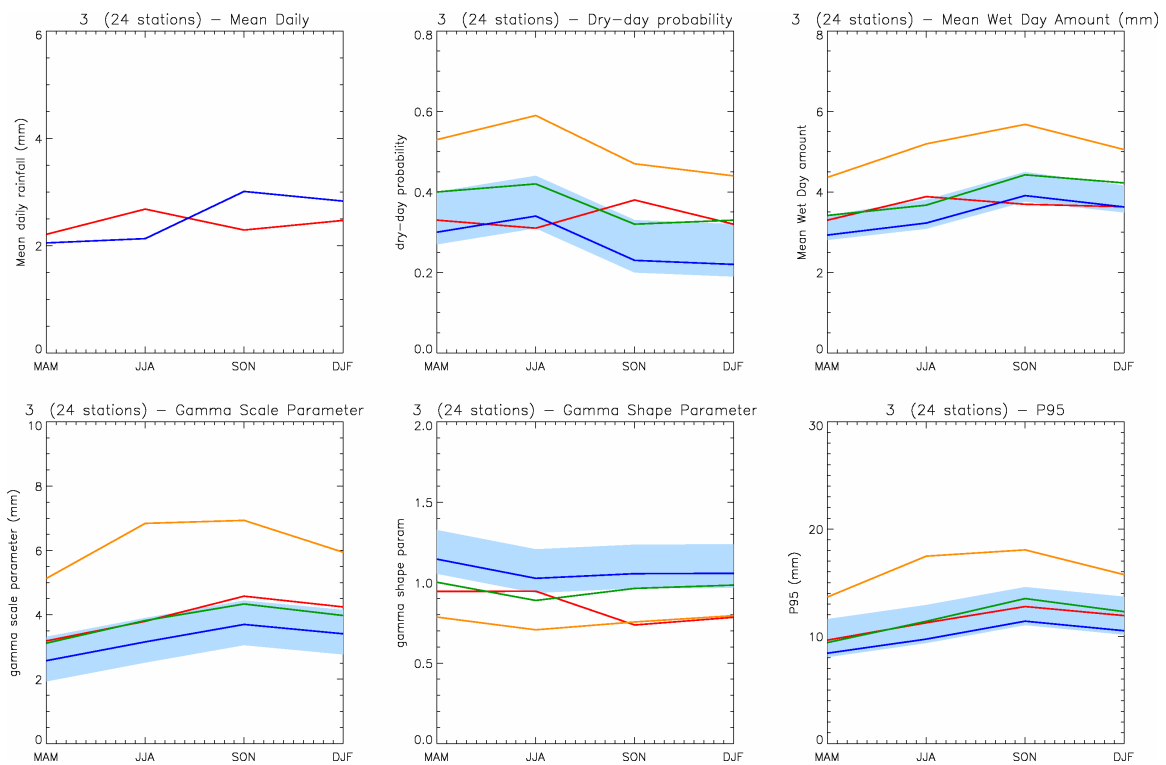 3 (24 stations) − Mean Daily
Mean daily rainfall (mm)
6
4
2
0
MAM JJA SON DJF
3 (24 stations) − Dry−day probability
dry−day probability
0.8
0.6
0.4
0.2
0.0
MAM JJA SON DJF
3 (24 stations) − Mean Wet Day Amount (mm)
Mean Wet Day amount
8
6
4
2
0
MAM JJA SON DJF
3 (24 stations) − Gamma Scale Parameter
gamma scale parameter (mm)
10
8
6
4
2
0
MAM JJA SON DJF
3 (24 stations) − Gamma Shape Parameter
gamma shape param
2.0
1.5
1.0
0.5
0.0
MAM JJA SON DJF
3 (24 stations) − P95
P95 (mm)
30
20
10
0
MAM JJA SON DJF